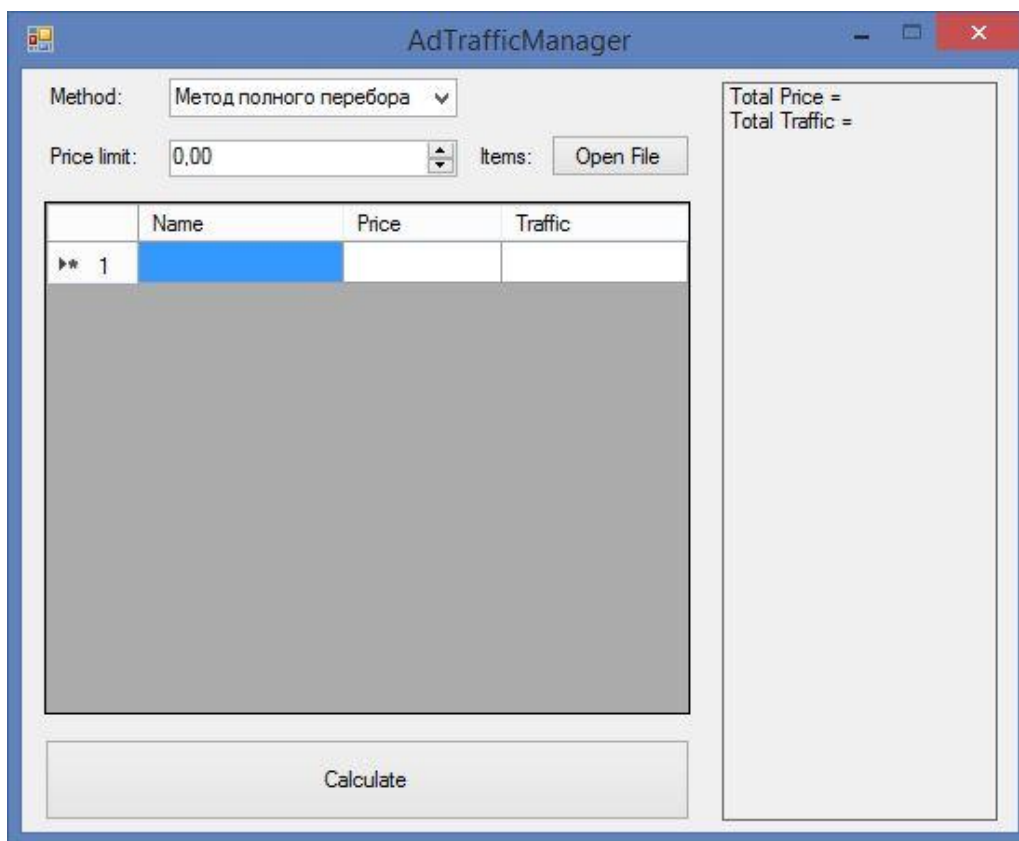 AdTrafficManager
Method: Метод полного перебора
Price limit: 0,00 Items: Open File
Name Price Traffic
1
Calculate
Total Price =
Total Traffic =